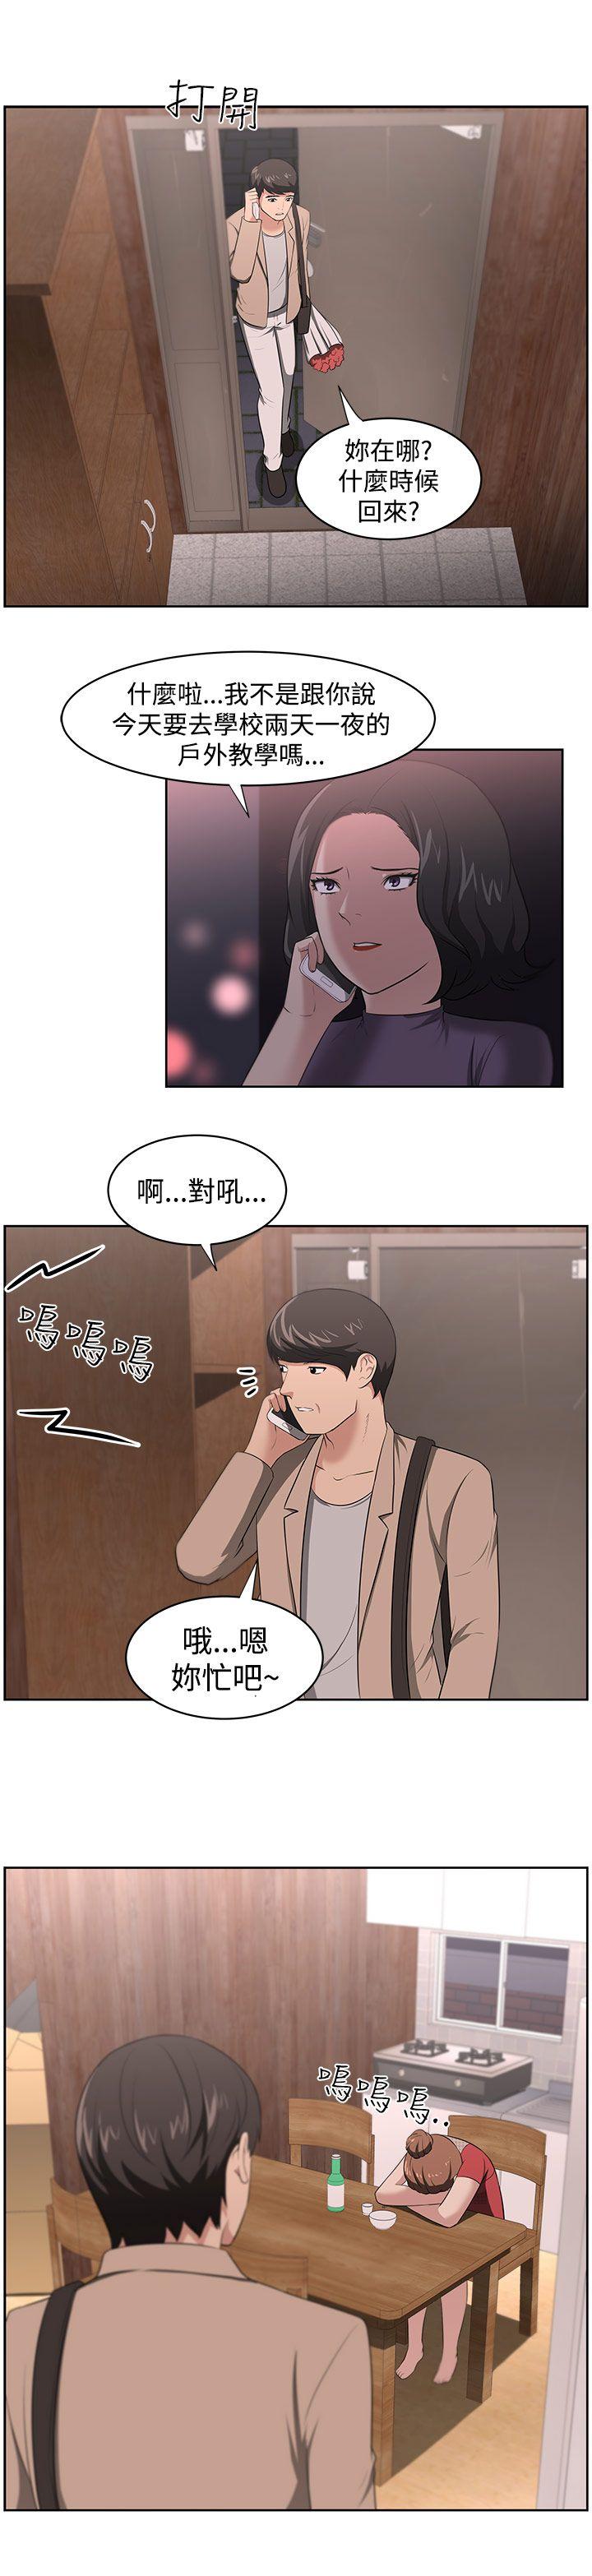 打開
妳在哪?
什麼時候
回來?
什麼啦...我不是跟你說
今天要去學校兩天一夜的
戶外教學嗎...
啊...對吼...
嗚嗚嗚
哦...嗯
妳忙吧~
嗚嗚嗚..